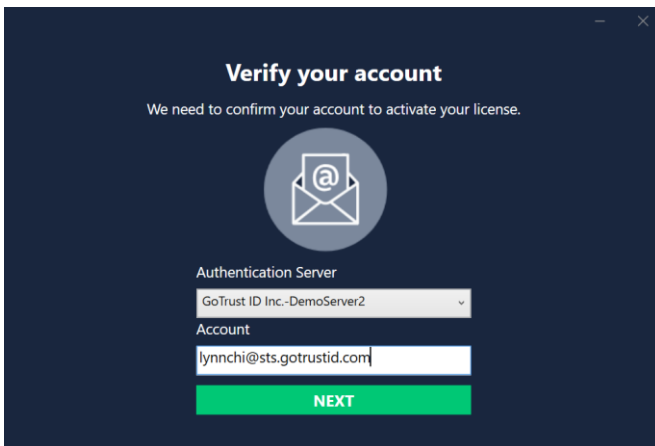 Verify your account
We need to confirm your account to activate your license.
@
Authentication Server
GoTrust ID Inc.-DemoServer2
Account
lynnchi@sts.gotrustid.com
NEXT